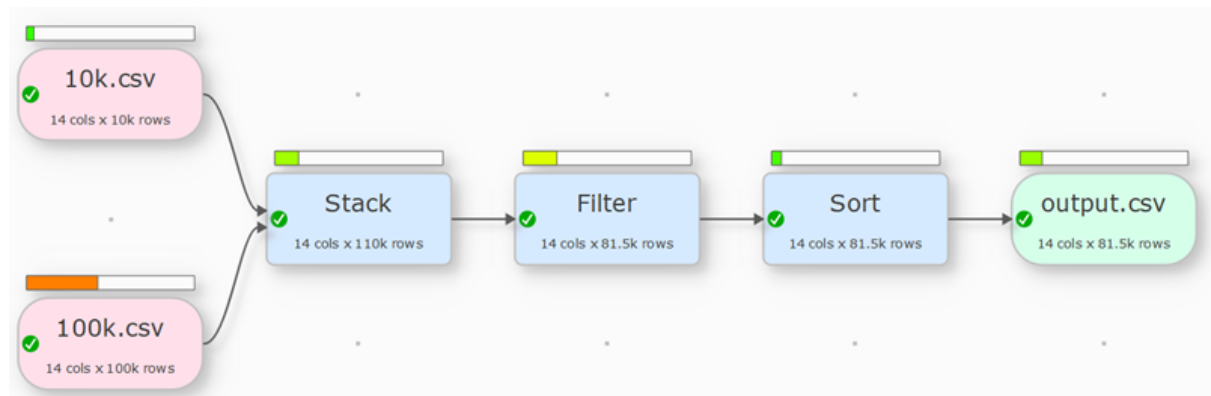 10k.csv
14 cols x 10k rows
100k.csv
14 cols x 100k rows
Stack
14 cols x 110k rows
Filter
14 cols x 81.5k rows
Sort
14 cols x 81.5k rows
output.csv
14 cols x 81.5k rows